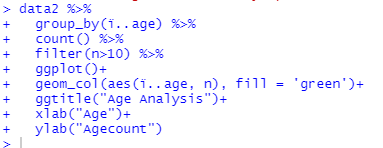 > data2 %>%
+   group_by(ï..age) %>%
+   count() %>%
+   filter(n>10) %>%
+   ggplot()+
+   geom_col(aes(ï..age, n), fill = 'green')+
+   ggtitle("Age Analysis")+
+   xlab("Age")+
+   ylab("Agecount")
>